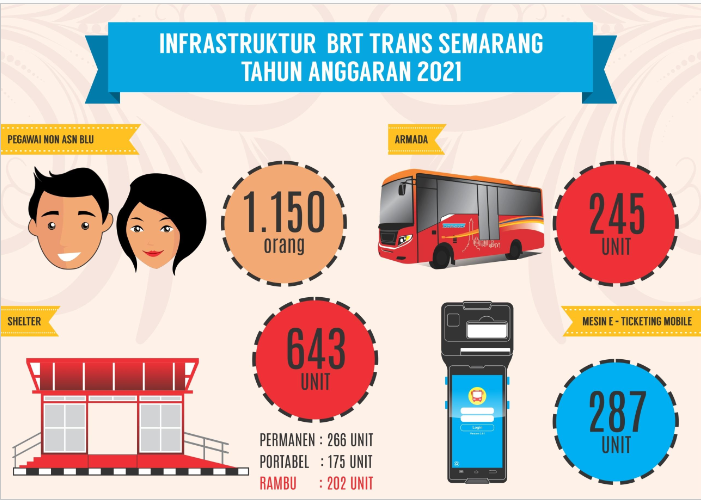 INFRASTRUKTUR BRT TRANS SEMARANG
TAHUN ANGGARAN 2021
PEGAWAI NON ASN BLU
1.150
orang
ARMADA
245
UNIT
SHELTER
643
UNIT
PERMANEN : 266 UNIT
PORTABEL : 175 UNIT
RAMBU : 202 UNIT
MESIN E - TICKETING MOBILE
Login
287
UNIT